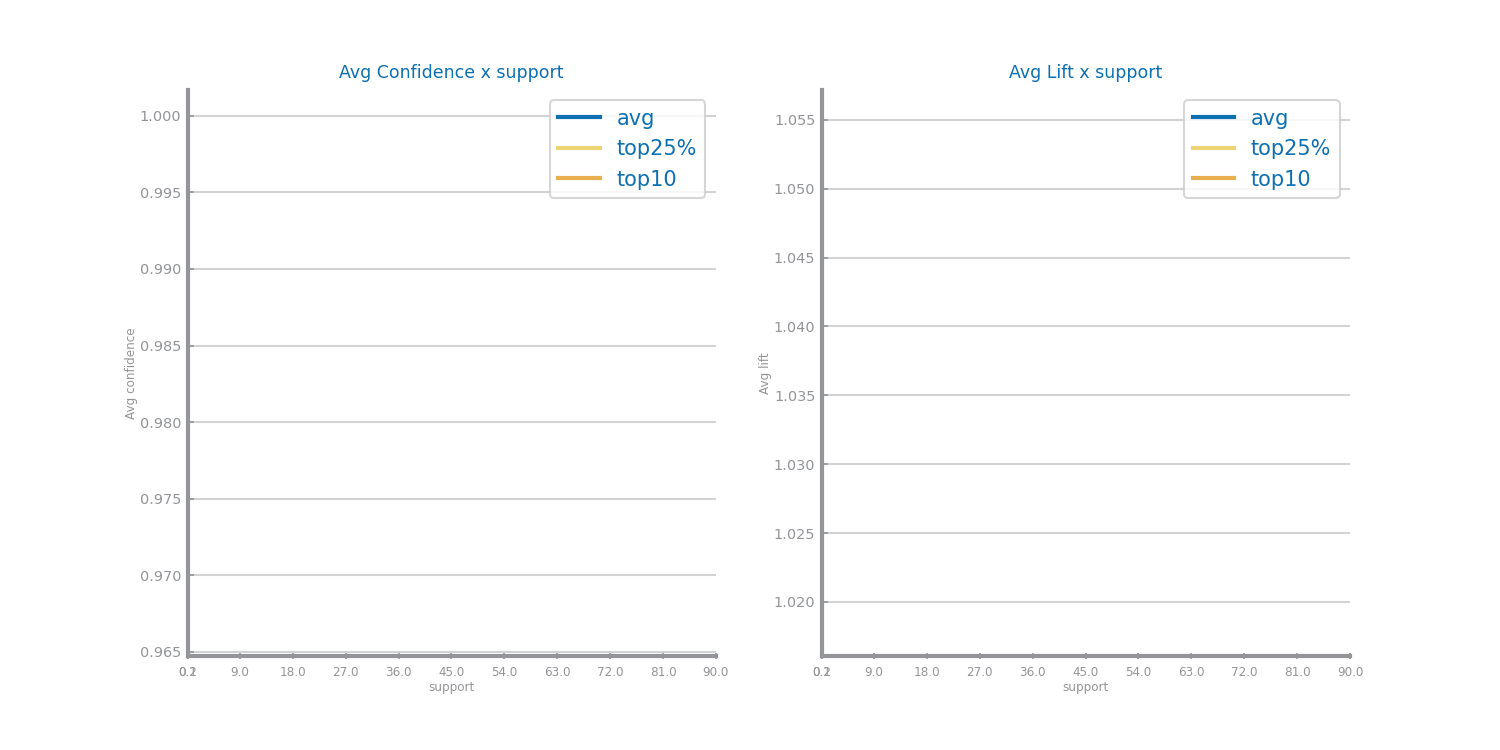 Avg Confidence x support
avg
top25%
top10
1.000
0.995
0.990
0.985
0.980
0.975
0.970
0.965
Avg confidence
9.0 18.0 27.0 36.0 45.0 54.0 63.0 72.0 81.0 90.0
support
Avg Lift x support
avg
top25%
top10
1.055
1.050
1.045
1.040
1.035
1.030
1.025
1.020
Avg lift
9.0 18.0 27.0 36.0 45.0 54.0 63.0 72.0 81.0 90.0
support